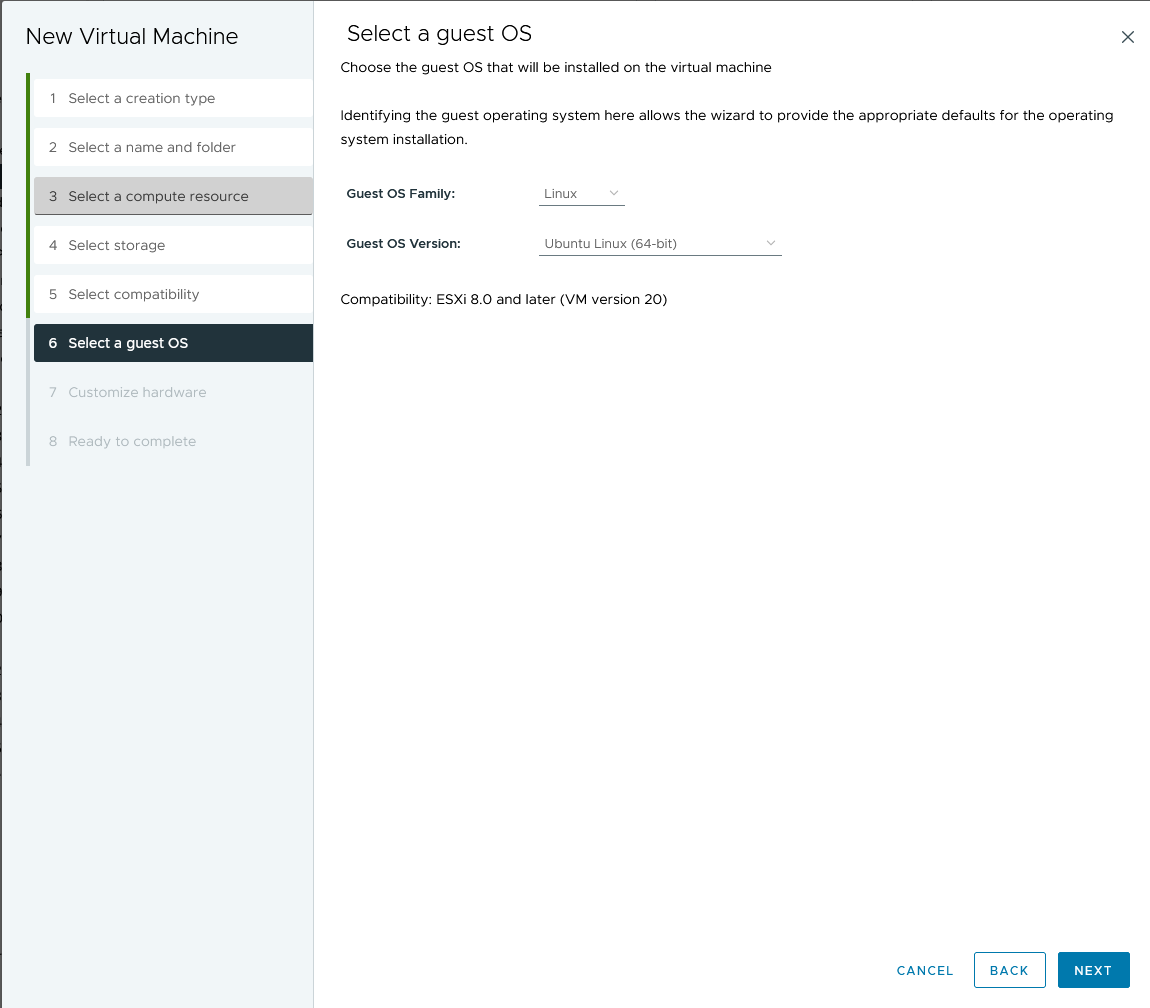 New Virtual Machine
1 Select a creation type
2 Select a name and folder
3 Select a compute resource
4 Select storage
5 Select compatibility
6 Select a guest OS
7 Customize hardware
8 Ready to complete
Select a guest OS
Choose the guest OS that will be installed on the virtual machine
Identifying the guest operating system here allows the wizard to provide the appropriate defaults for the operating
system installation.
Guest OS Family: Linux
Guest OS Version: Ubuntu Linux (64-bit)
Compatibility: ESXi 8.0 and later (VM version 20)
CANCEL BACK NEXT